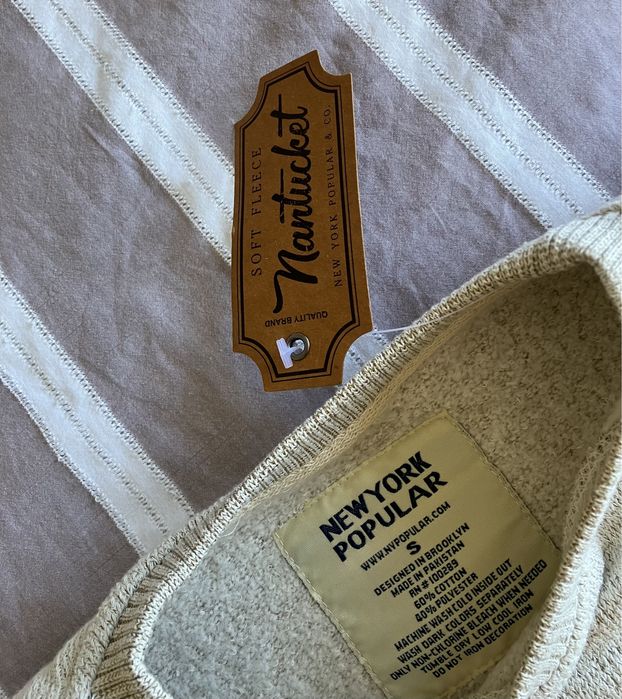 SOFT FLEECE
Nantucket
NEW YORK POPULAR & CO.
QUALITY BRAND
NEW YORK
POPULAR
WWW.NYPOPULAR.COM
S
DESIGNED IN BROOKLYN
MADE IN PAKISTAN
RN# 100289
60% COTTON
40% POLYESTER
MACHINE WASH COLD INSIDE OUT
WASH DARK COLORS SEPARATELY
ONLY NON-CHLORINE BLEACH WHEN NEEDED
TUMBLE DRY LOW COOL IRON
DO NOT IRON DECORATION